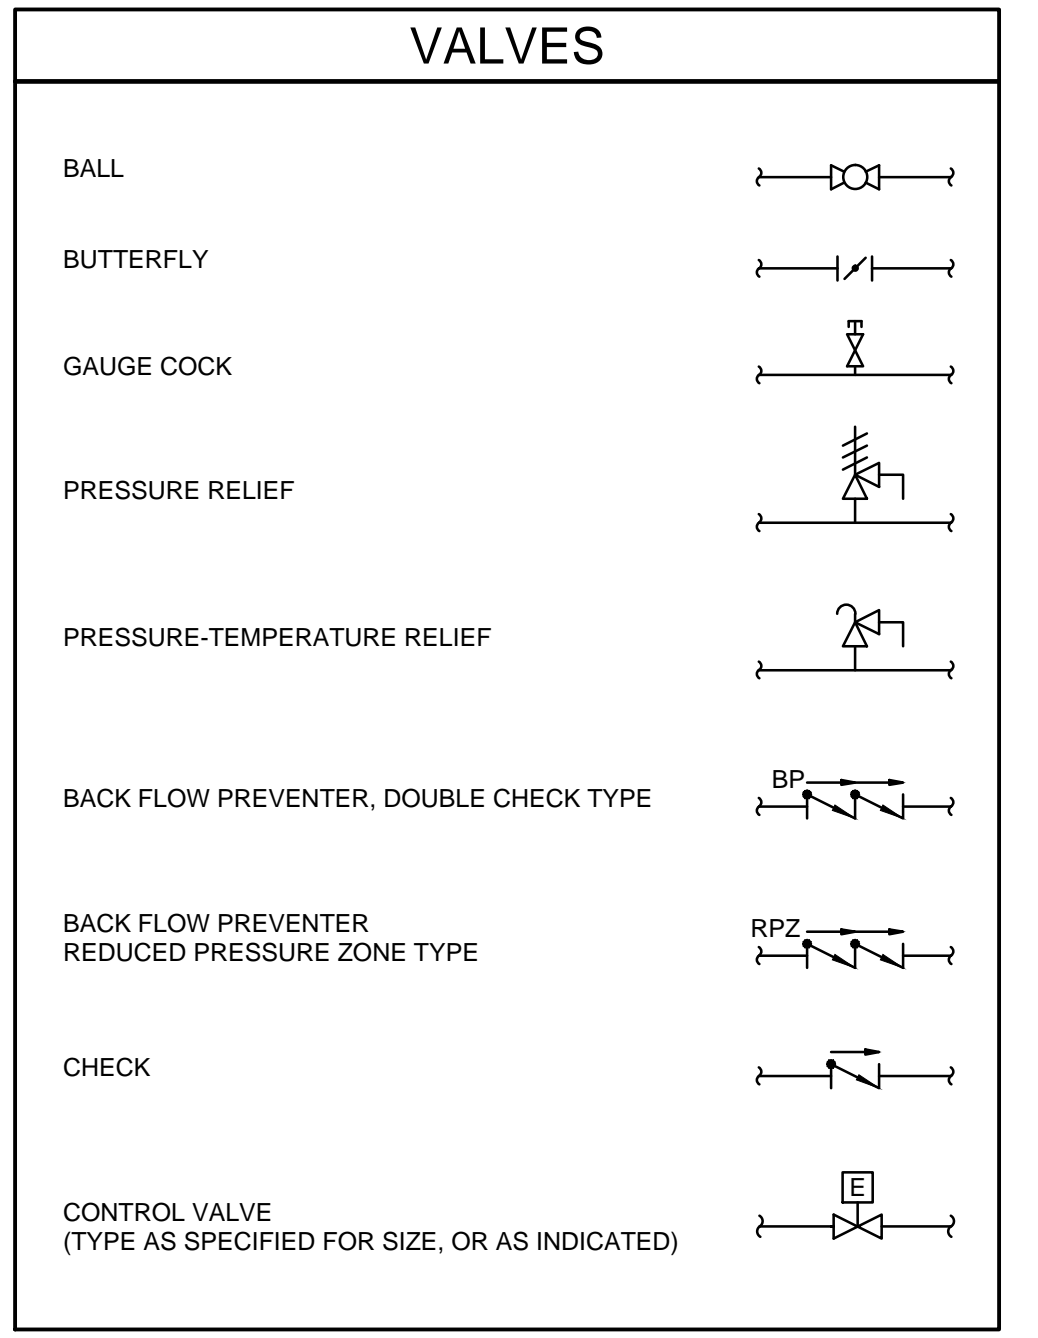 VALVES
BALL
BUTTERFLY
GAUGE COCK
PRESSURE RELIEF
PRESSURE-TEMPERATURE RELIEF
BACK FLOW PREVENTER, DOUBLE CHECK TYPE
BP
BACK FLOW PREVENTER
REDUCED PRESSURE ZONE TYPE
RPZ
CHECK
CONTROL VALVE
(TYPE AS SPECIFIED FOR SIZE, OR AS INDICATED)
E